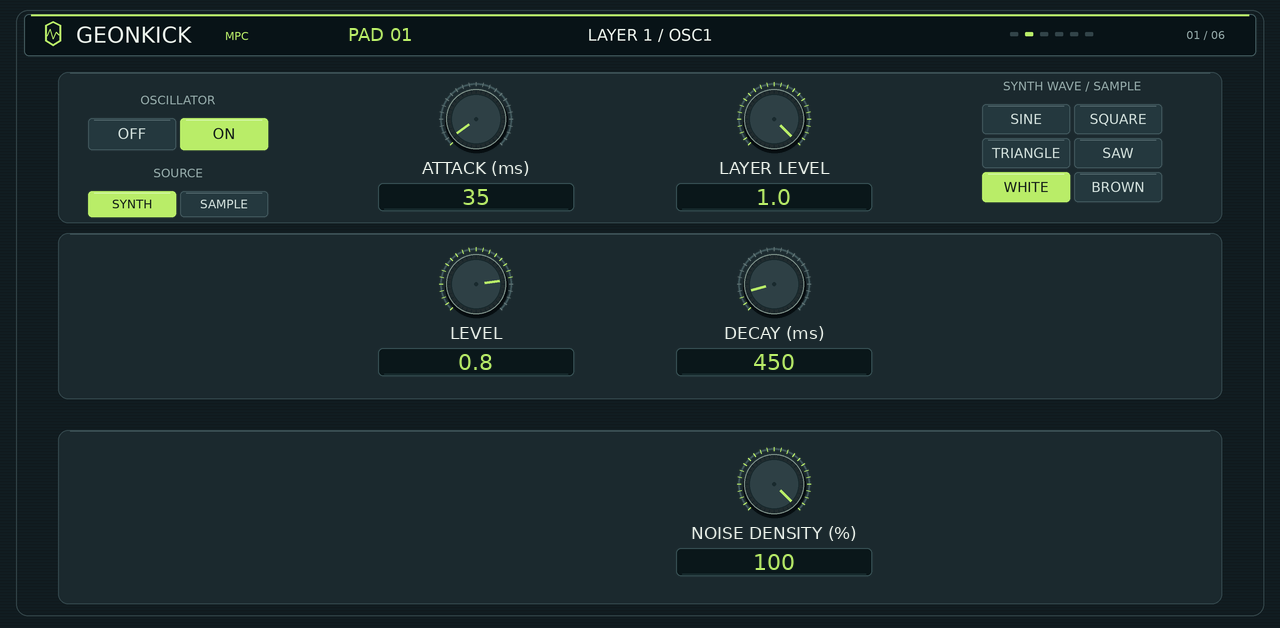 GEONKICK MPC PAD 01 LAYER 1 / OSC1 01 / 06
OSCILLATOR
OFF ON
SOURCE
SYNTH SAMPLE
ATTACK (ms)
35
LAYER LEVEL
1.0
SYNTH WAVE / SAMPLE
SINE SQUARE
TRIANGLE SAW
WHITE BROWN
LEVEL
0.8
DECAY (ms)
450
NOISE DENSITY (%)
100